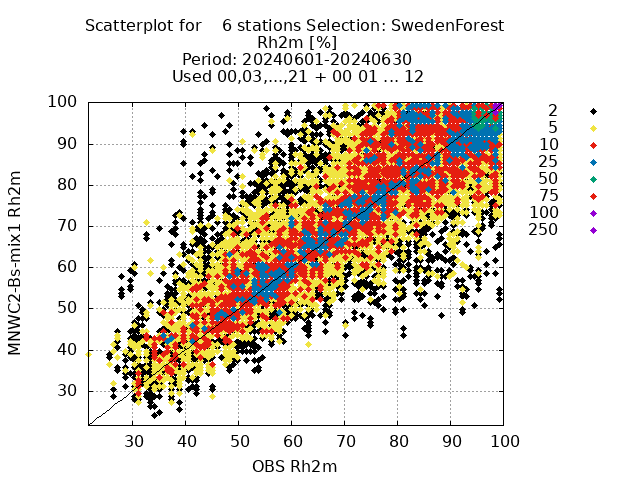 Scatterplot for    6 stations Selection: SwedenForest
Rh2m [%]
Period: 20240601-20240630
Used 00,03,...,21 + 00 01 ... 12
100
90
80
70
60
50
40
30
MNWC2-Bs-mix1 Rh2m
30 40 50 60 70 80 90 100
OBS Rh2m
2
5
10
25
50
75
100
250